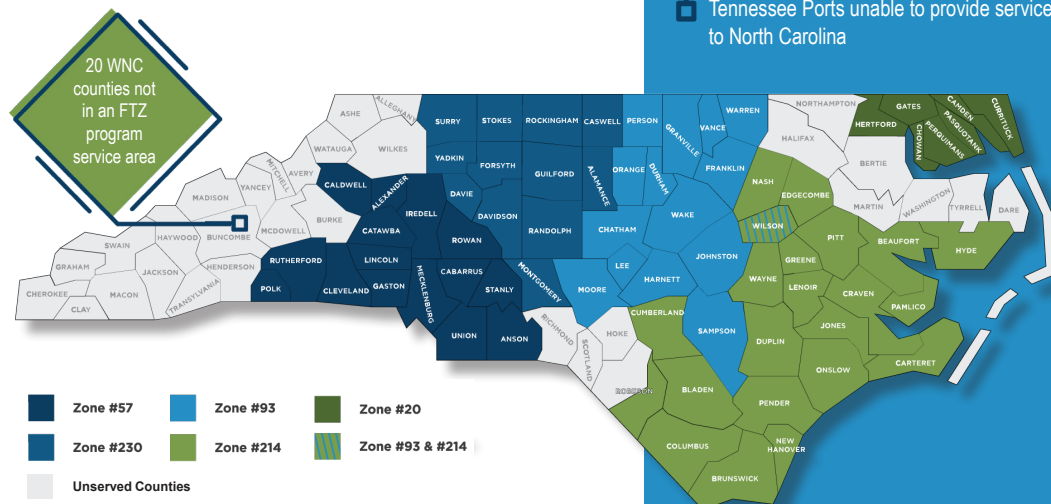 Tennessee Ports unable to provide service
to North Carolina
20 WNC
counties not
in an FTZ
program
service area
ASHE
ALLEGHANY
SURRY
STOKES
ROCKINGHAM
CASWELL
PERSON
GRANVILLE
VANCE
WARREN
NORTHAMPTON
HERTFORD
GATES
CAMDEN
CURRITUCK
PASQUOTANK
PERQUIMANS
CHOWAN
WATAUGA
WILKES
YADKIN
FORSYTH
GUILFORD
ALAMANCE
ORANGE
DURHAM
FRANKLIN
HALIFAX
BERTIE
MADISON
YANCEY
MITCHELL
AVERY
CALDWELL
ALEXANDER
IREDELL
DAVIE
DAVIDSON
RANDOLPH
CHATHAM
WAKE
NASH
EDGECOMBE
MARTIN
WASHINGTON
TYRRELL
DARE
SWAIN
HAYWOOD
BUNCOMBE
MCDOWELL
BURKE
CATAWBA
ROWAN
WILSON
PITT
BEAUFORT
HYDE
GRAHAM
JACKSON
HENDERSON
RUTHERFORD
LINCOLN
CABARRUS
STANLY
MONTGOMERY
MOORE
LEE
HARNETT
JOHNSTON
WAYNE
GREENE
LENOIR
CRAVEN
PAMLICO
CHEROKEE
CLAY
MACON
TRANSYLVANIA
POLK
CLEVELAND
GASTON
MECKLENBURG
UNION
ANSON
RICHMOND
SCOTLAND
HOKE
CUMBERLAND
SAMPSON
DUPLIN
JONES
ONSLOW
CARTERET
ROBESON
BLADEN
PENDER
COLUMBUS
NEW
HANOVER
BRUNSWICK
Zone #57
Zone #93
Zone #20
Zone #230
Zone #214
Zone #93 & #214
Unserved Counties